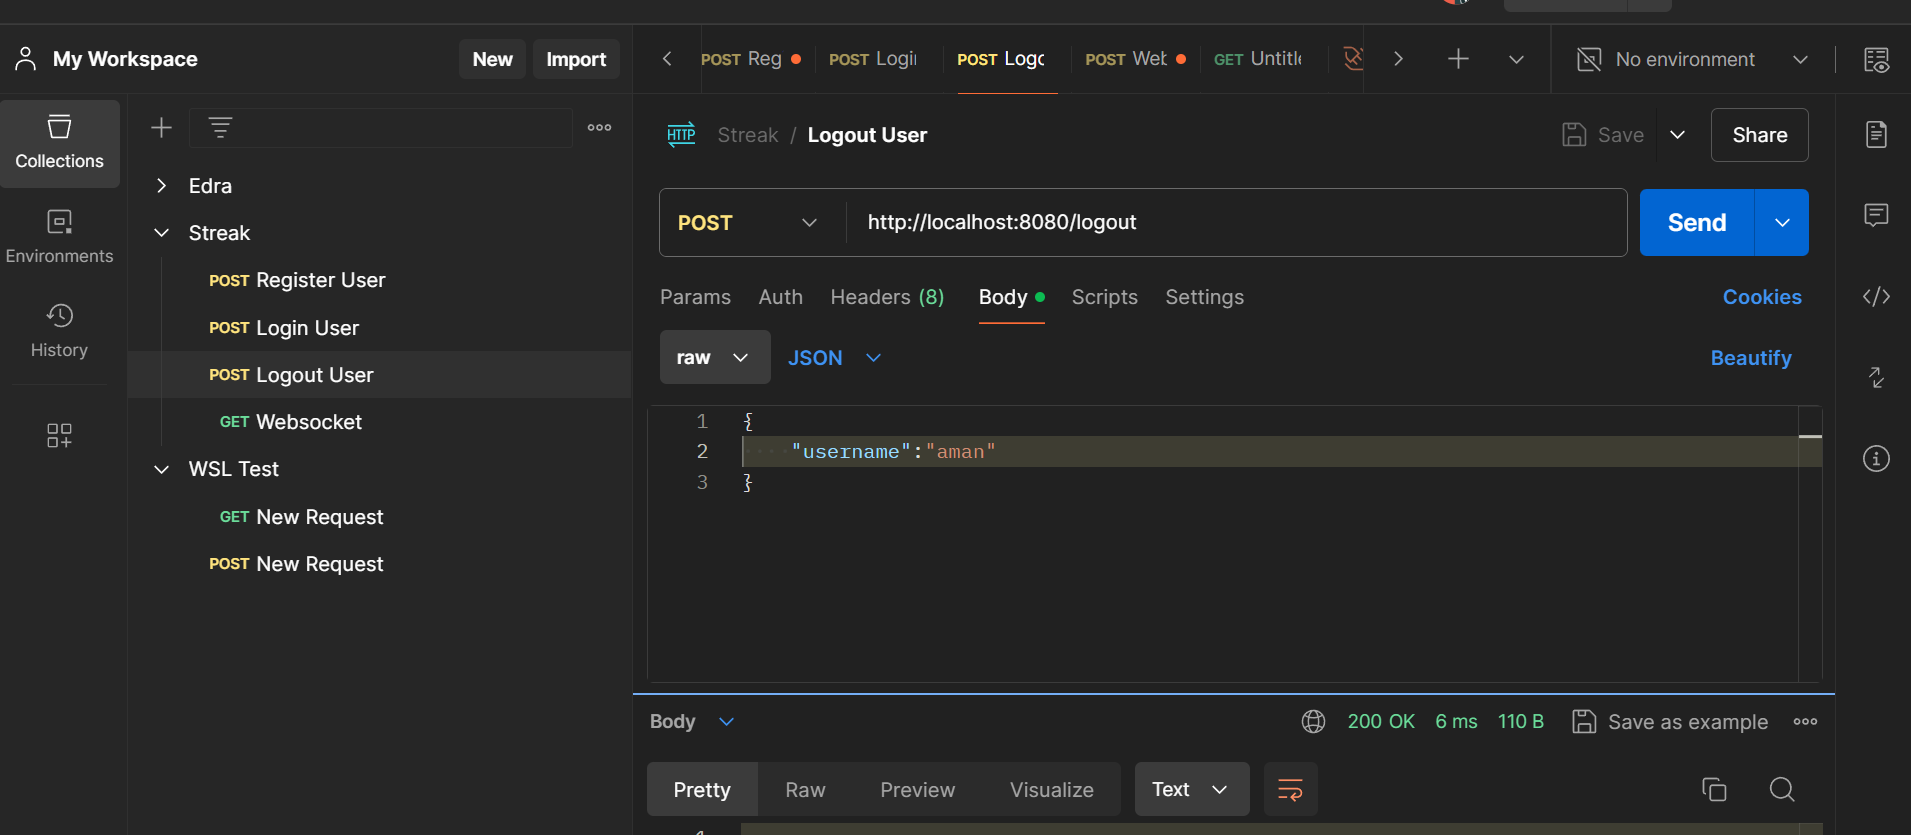 My Workspace
New
Import
POST Reg
POST Login
POST Logo
POST Web
GET Untitle
No environment
Collections
Environments
History
Edra
Streak
POST Register User
POST Login User
POST Logout User
GET Websocket
WSL Test
GET New Request
POST New Request
HTTP
Streak / Logout User
Save
Share
POST
http://localhost:8080/logout
Send
Params
Auth
Headers (8)
Body
Scripts
Settings
Cookies
raw
JSON
Beautify
1 {
2 "username":"aman"
3 }
Body
200 OK
6 ms
110 B
Save as example
Pretty
Raw
Preview
Visualize
Text